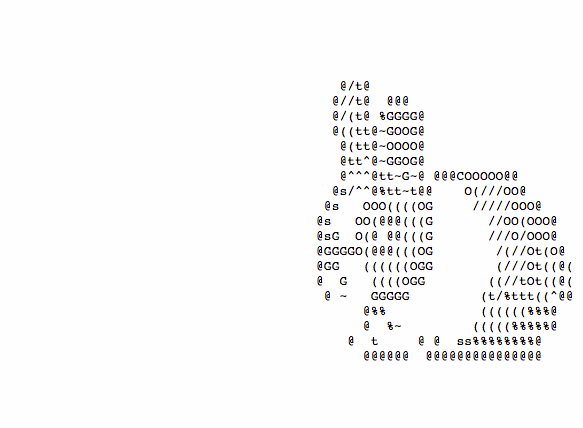 @/t@
  @//t@  @@@
  @/(t@ %GGGG@
  @((tt@~GOOG@
   @(tt@~OOOO@
   @tt^@~GGOG@
   @^^^@tt~G~@ @@@COOOOO@@
  @s/^^@%tt~t@@    O(///OO@
 @s   OOO((((OG     /////OOO@
@s   OO(@@@(((G       //OO(OOO@
@sG  O(@ @@(((G       ///O/OOO@
@GGGGO(@@@(((OG        /(//Ot(O@
@GG   ((((((OGG        (///Ot((@(
@  G   ((((OGG        ((//tOt((@(
 @ ~   GGGGG         (t/%ttt((^@@
      @%%            ((((((%%%@
      @  %~         (((((%%%%%@
    @  t     @ @  ss%%%%%%%%@
      @@@@@@  @@@@@@@@@@@@@@@